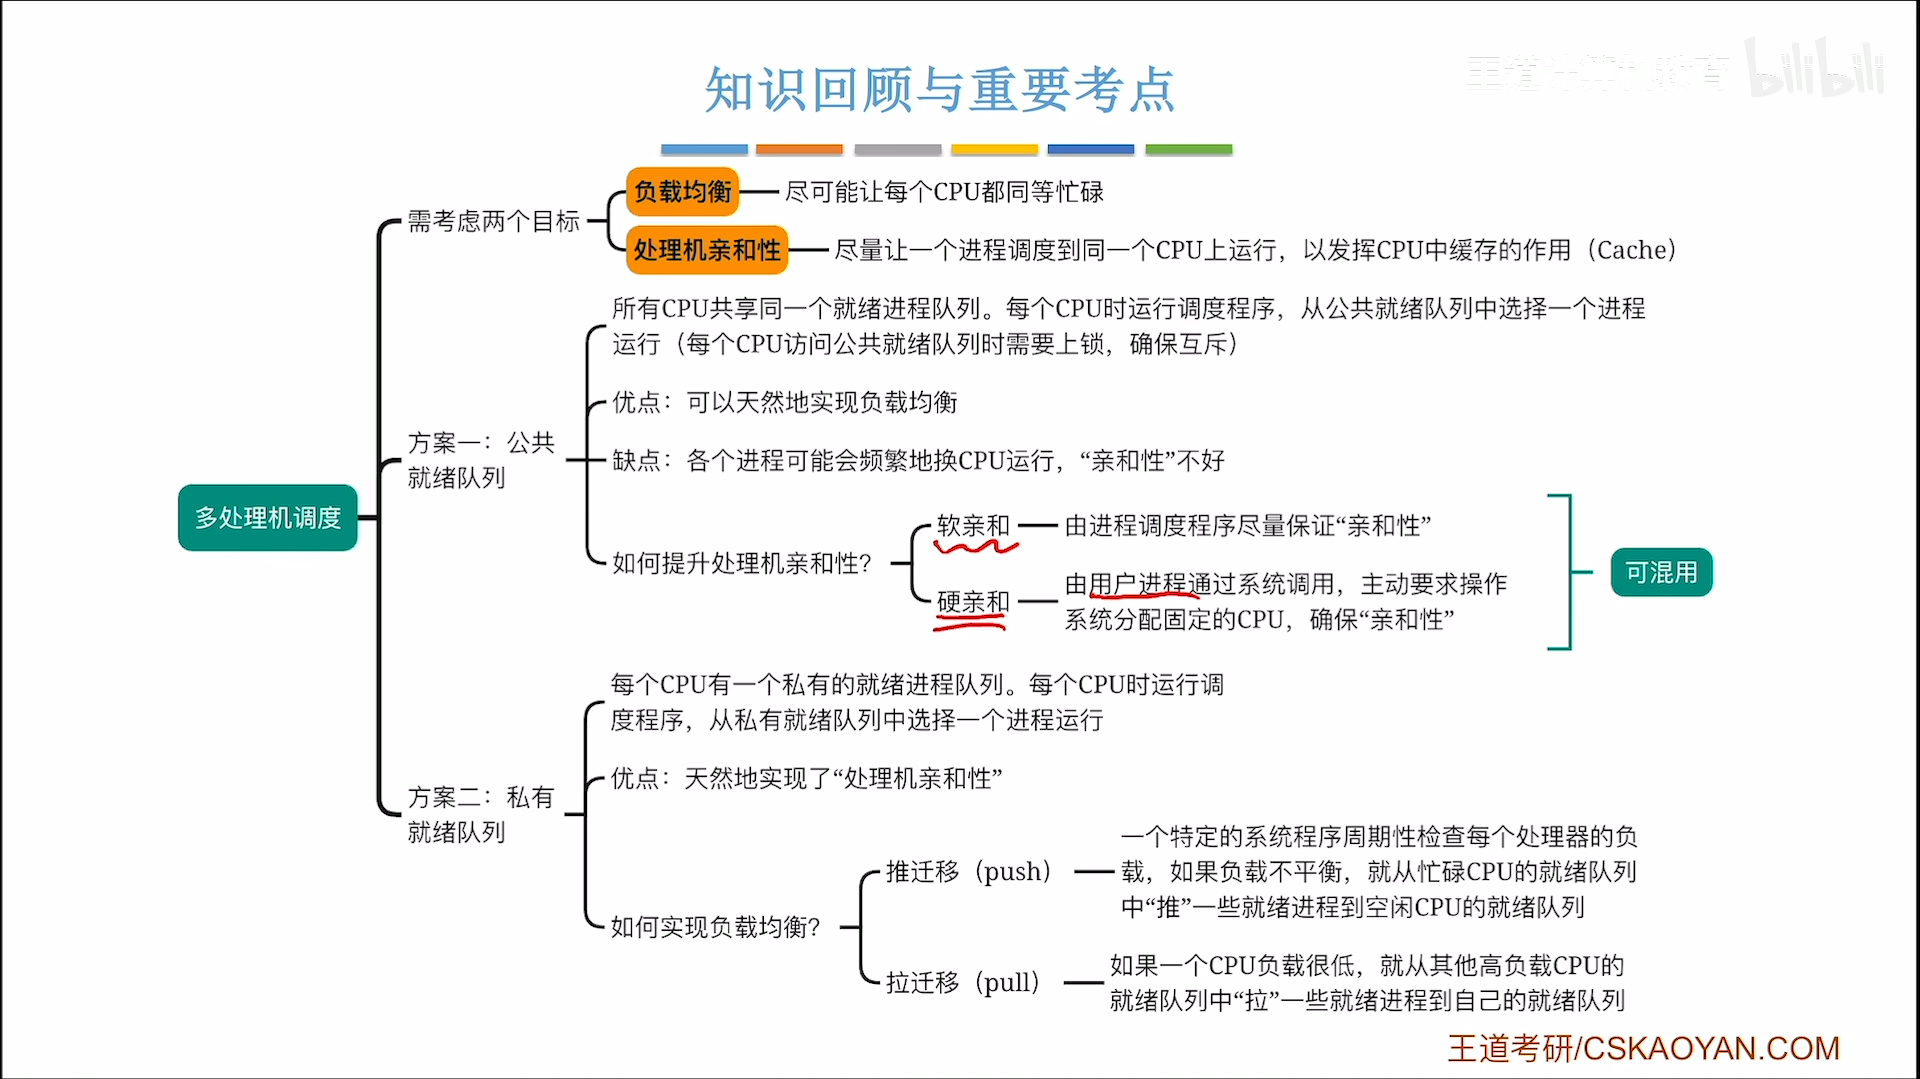 知识回顾与重要考点
王道计算机教育 bilibili
负载均衡
尽可能让每个CPU都同等忙碌
需考虑两个目标
处理机亲和性
尽量让一个进程调度到同一个CPU上运行，以发挥CPU中缓存的作用（Cache）
所有CPU共享同一个就绪进程队列。每个CPU时运行调度程序，从公共就绪队列中选择一个进程
运行（每个CPU访问公共就绪队列时需要上锁，确保互斥）
优点：可以天然地实现负载均衡
方案一：公共
就绪队列
缺点：各个进程可能会频繁地换CPU运行，“亲和性”不好
多处理机调度
软亲和
由进程调度程序尽量保证“亲和性”
如何提升处理机亲和性？
硬亲和
由用户进程通过系统调用，主动要求操作
系统分配固定的CPU，确保“亲和性”
可混用
每个CPU有一个私有的就绪进程队列。每个CPU时运行调
度程序，从私有就绪队列中选择一个进程运行
优点：天然地实现了“处理机亲和性”
方案二：私有
就绪队列
推迁移（push）
一个特定的系统程序周期性检查每个处理器的负
载，如果负载不平衡，就从忙碌CPU的就绪队列
中“推”一些就绪进程到空闲CPU的就绪队列
如何实现负载均衡？
拉迁移（pull）
如果一个CPU负载很低，就从其他高负载CPU的
就绪队列中“拉”一些就绪进程到自己的就绪队列
王道考研/CSKAOYAN.COM